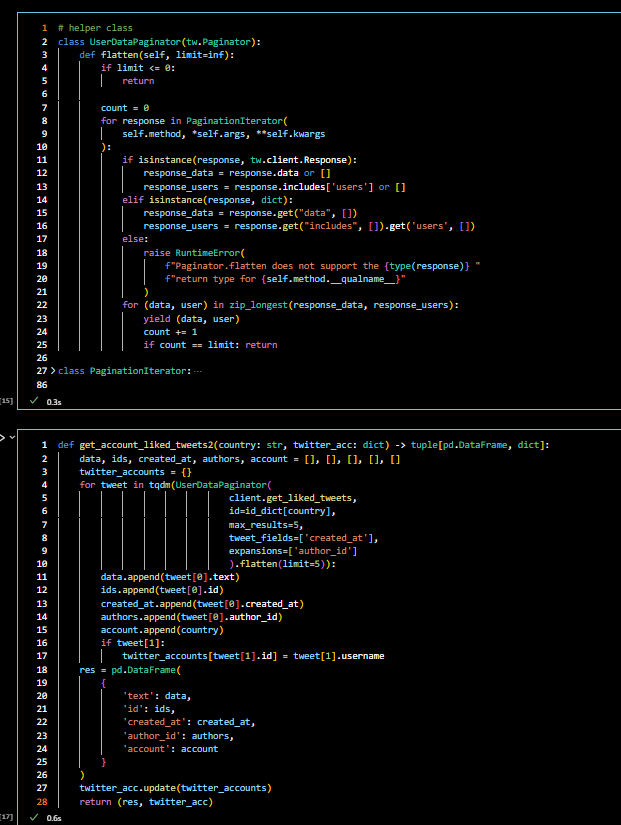 1 # helper class
2 class UserDataPaginator(tw.Paginator):
3     def flatten(self, limit=inf):
4         if limit <= 0:
5             return
6
7         count = 0
8         for response in PaginationIterator(
9             self.method, *self.args, **self.kwargs
10         ):
11             if isinstance(response, tw.client.Response):
12                 response_data = response.data or []
13                 response_users = response.includes['users'] or []
14             elif isinstance(response, dict):
15                 response_data = response.get("data", [])
16                 response_users = response.get("includes", []).get('users', [])
17             else:
18                 raise RuntimeError(
19                     f"Paginator.flatten does not support the {type(response)} "
20                     f"return type for {self.method.__qualname__}"
21                 )
22             for (data, user) in zip_longest(response_data, response_users):
23                 yield (data, user)
24                 count += 1
25                 if count == limit: return
26
27 class PaginationIterator: ⋯
86
[15] 0.3s
1 def get_account_liked_tweets2(country: str, twitter_acc: dict) -> tuple[pd.DataFrame, dict]:
2     data, ids, created_at, authors, account = [], [], [], [], []
3     twitter_accounts = {}
4     for tweet in tqdm(UserDataPaginator(
5                             client.get_liked_tweets,
6                             id=id_dict[country],
7                             max_results=5,
8                             tweet_fields=['created_at'],
9                             expansions=['author_id']
10                             ).flatten(limit=5)):
11         data.append(tweet[0].text)
12         ids.append(tweet[0].id)
13         created_at.append(tweet[0].created_at)
14         authors.append(tweet[0].author_id)
15         account.append(country)
16         if tweet[1]:
17             twitter_accounts[tweet[1].id] = tweet[1].username
18     res = pd.DataFrame(
19         {
20             'text': data,
21             'id': ids,
22             'created_at': created_at,
23             'author_id': authors,
24             'account': account
25         }
26     )
27     twitter_acc.update(twitter_accounts)
28     return (res, twitter_acc)
[17] 0.6s